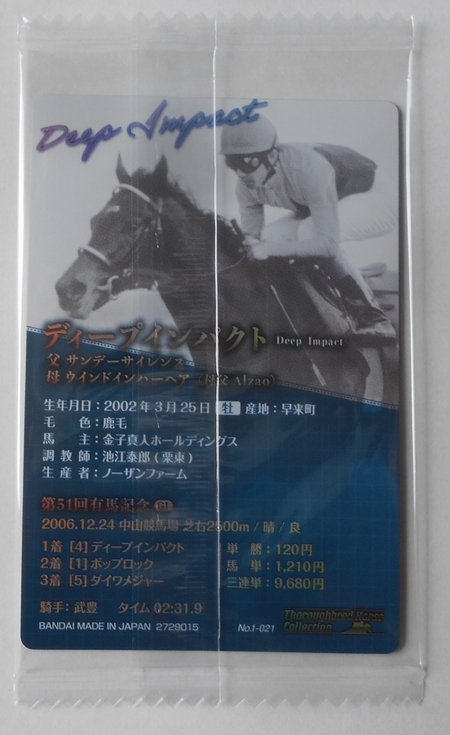 Deep Impact
ディープインパクト Deep Impact
父 サンデーサイレンス
母 ウインドインハーヘア (母父 Alzao)
生年月日：2002年3月25日 牡 産地：早来町
毛 色：鹿毛
馬 主：金子真人ホールディングス
調教師：池江泰郎（栗東）
生産者：ノーザンファーム
第51回有馬記念 GI
2006.12.24 中山競馬場 芝右2500m / 晴 / 良
1着 [4] ディープインパクト 単 勝：120円
2着 [1] ポップロック 馬 単：1,210円
3着 [5] ダイワメジャー 三連単：9,680円
騎手：武豊 タイム 02:31.9
BANDAI MADE IN JAPAN 2729015 No.1-021 Thoroughbred Horse
Collection